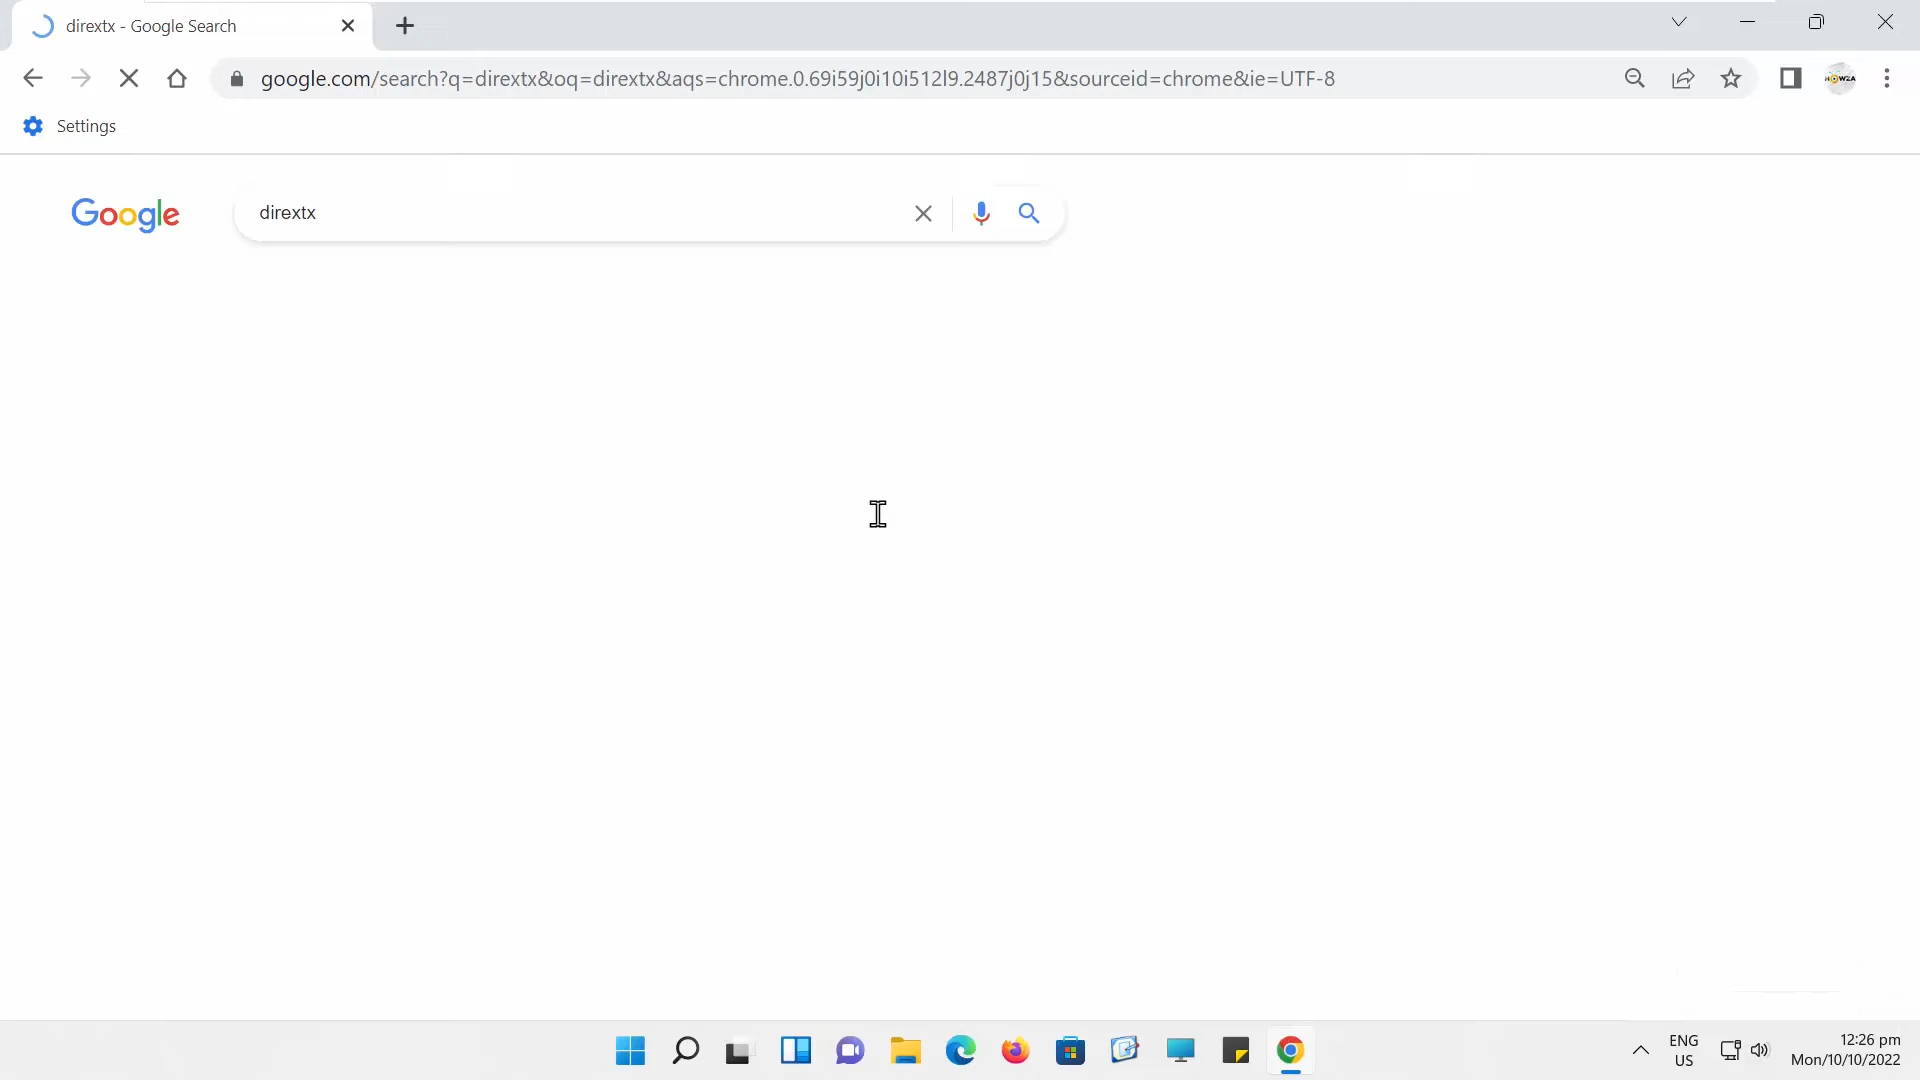 dirextx - Google Search
google.com/search?q=dirextx&oq=dirextx&aqs=chrome.0.69i59j0i10i512l9.2487j0j15&sourceid=chrome&ie=UTF-8
HOWZA
Settings
Google
dirextx
ENG
US
12:26 pm
Mon/10/10/2022